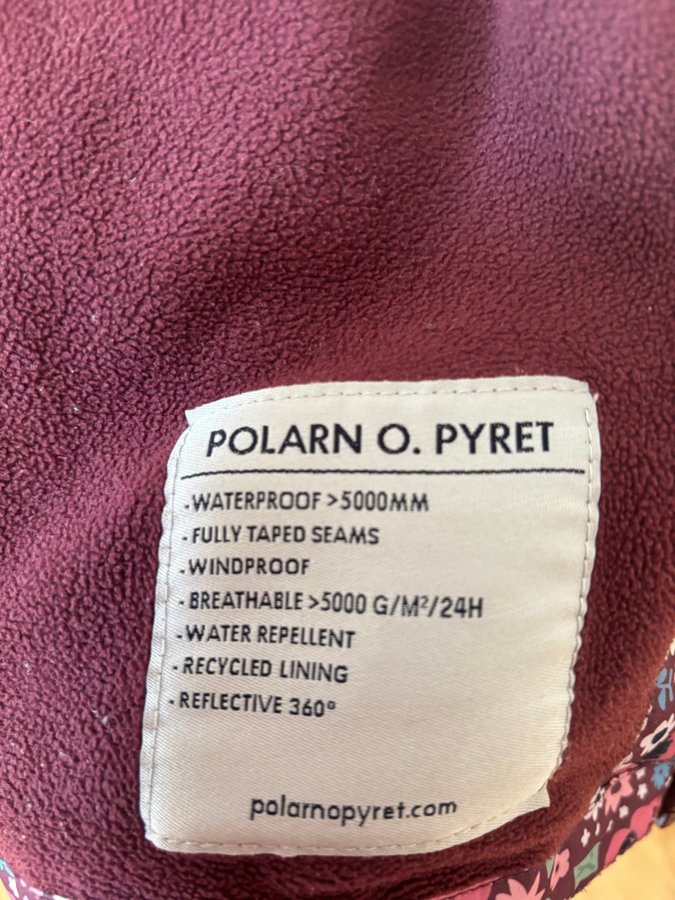 POLARN O. PYRET
-WATERPROOF >5000MM
-FULLY TAPED SEAMS
-WINDPROOF
-BREATHABLE >5000 G/M²/24H
-WATER REPELLENT
-RECYCLED LINING
-REFLECTIVE 360°
polarnopyret.com